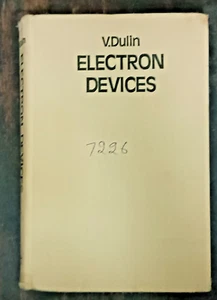 V.Dulin
ELECTRON
DEVICES
7226